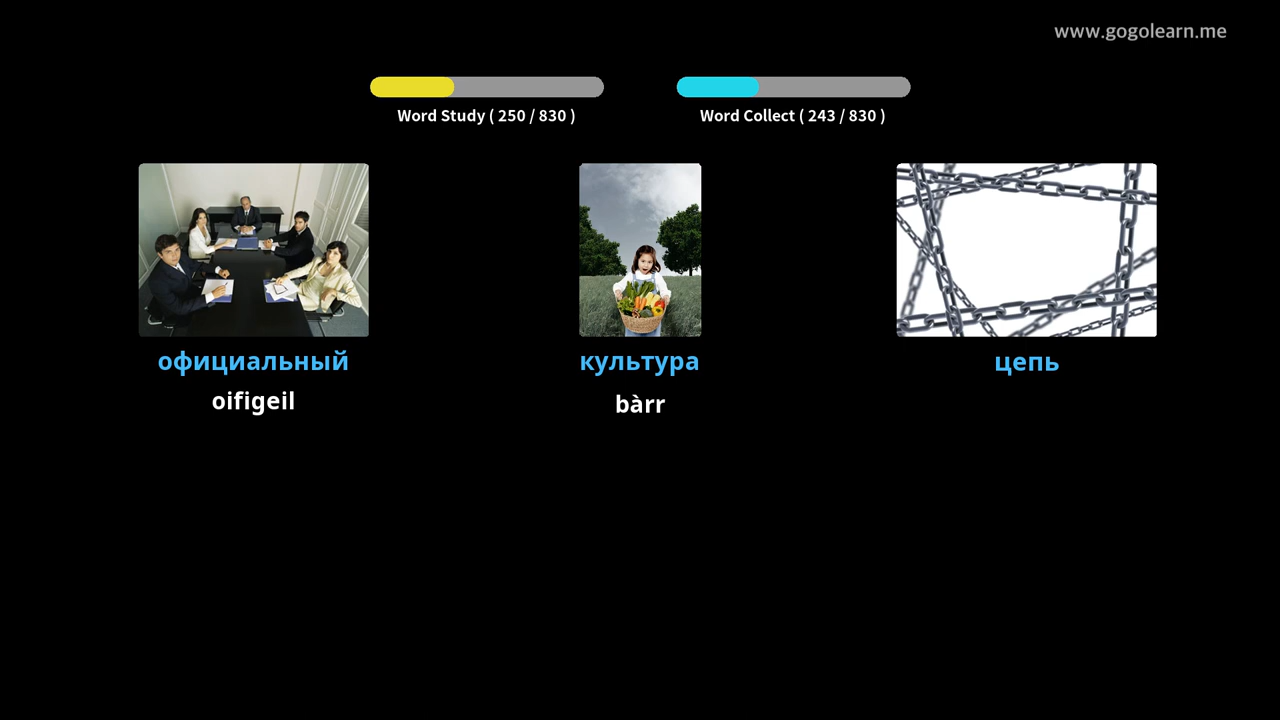 www.gogolearn.me
Word Study ( 250 / 830 )
Word Collect ( 243 / 830 )
официальный
oifigeil
культура
bàrr
цепь